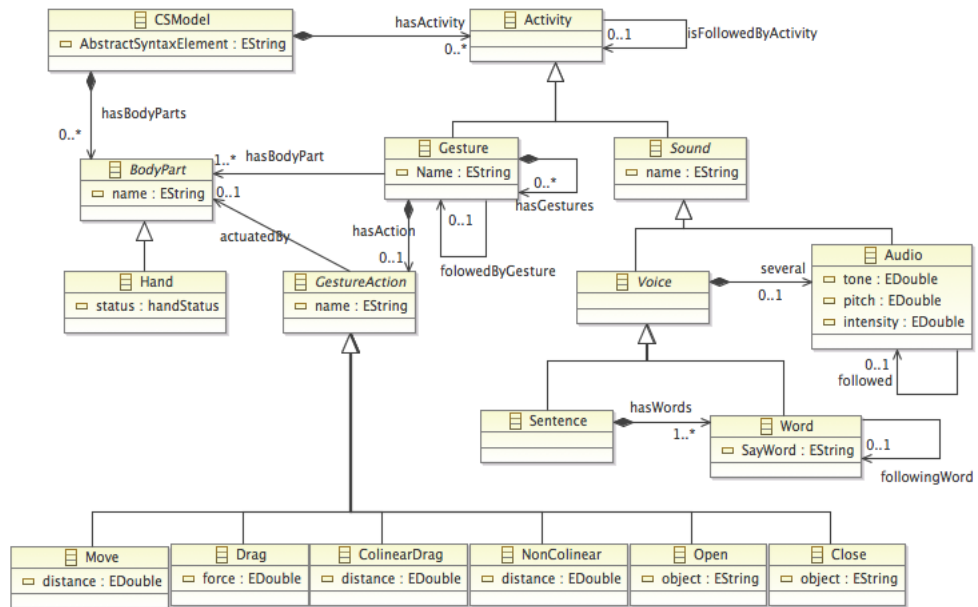 CSModel
AbstractSyntaxElement : EString
hasActivity
0..*
Activity
0..1
isFollowedByActivity
hasBodyParts
0..*
BodyPart
name : EString
1..*
hasBodyPart
0..1
Gesture
Name : EString
0..*
hasGestures
Sound
name : EString
actuatedBy
hasAction
0..1
0..1
folowedByGesture
Hand
status : handStatus
GestureAction
name : EString
Voice
several
0..1
Audio
tone : EDouble
pitch : EDouble
intensity : EDouble
0..1
followed
Sentence
hasWords
1..*
Word
SayWord : EString
0..1
followingWord
Move
distance : EDouble
Drag
force : EDouble
ColinearDrag
distance : EDouble
NonColinear
distance : EDouble
Open
object : EString
Close
object : EString